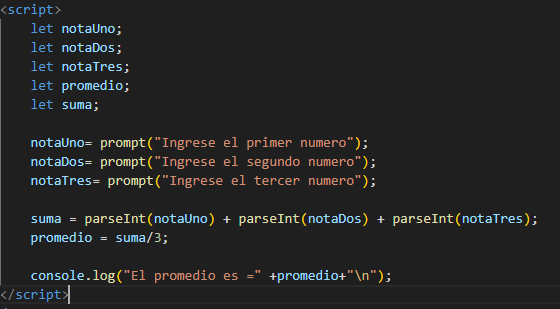 <script>
let notaUno;
let notaDos;
let notaTres;
let promedio;
let suma;
notaUno= prompt("Ingrese el primer numero");
notaDos= prompt("Ingrese el segundo numero");
notaTres= prompt("Ingrese el tercer numero");
suma = parseInt(notaUno) + parseInt(notaDos) + parseInt(notaTres);
promedio = suma/3;
console.log("El promedio es =" +promedio+"\n");
</script>